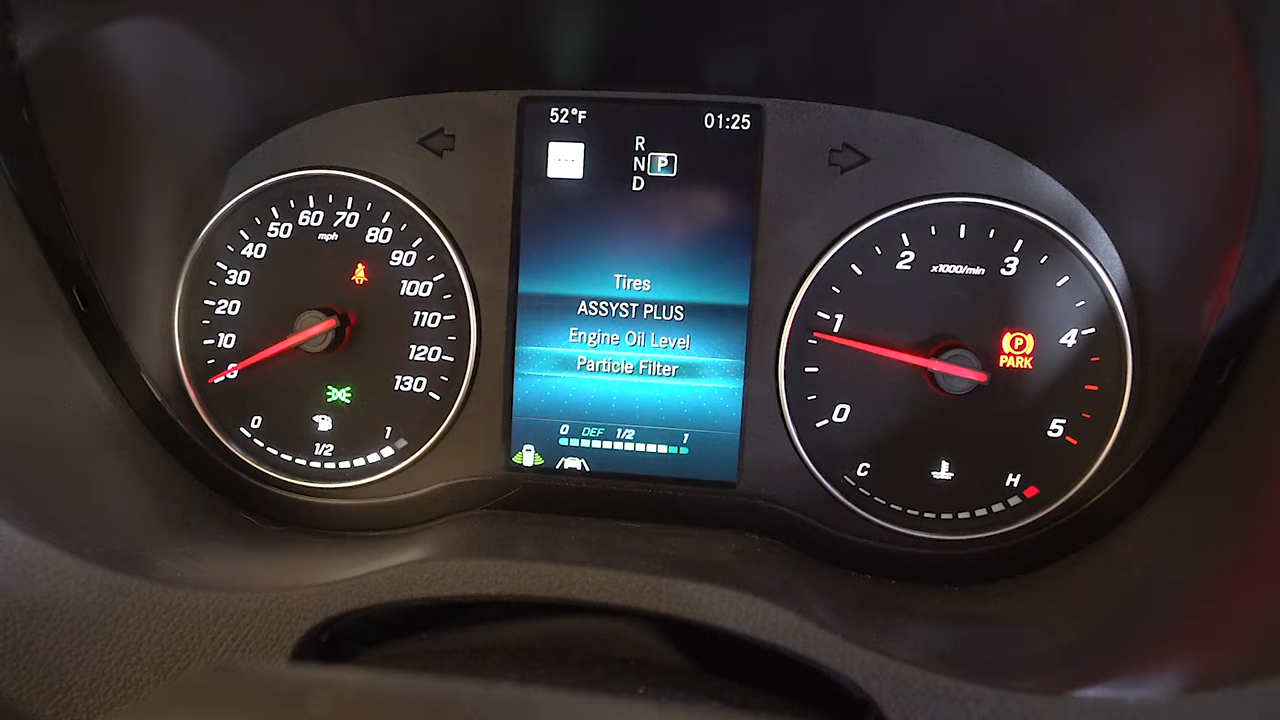 52°F 01:25
R
N P
D
Tires
ASSYST PLUS
Engine Oil Level
Particle Filter
0 DEF 1/2 1
0 10 20 30 40 50 60 70 80 90 100 110 120 130
mph
0 1/2 1
0 1 2 3 4 5
x1000/min
P
PARK
C H